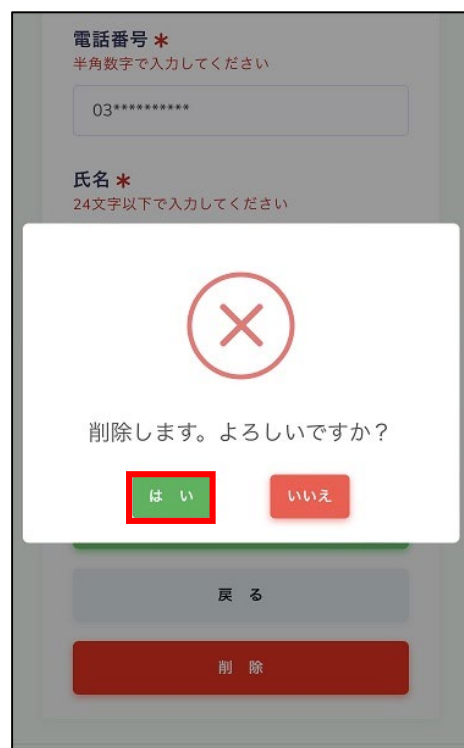 電話番号 *
半角数字で入力してください
03**********
氏名 *
24文字以下で入力してください
削除します。よろしいですか？
は い
いいえ
戻 る
削 除